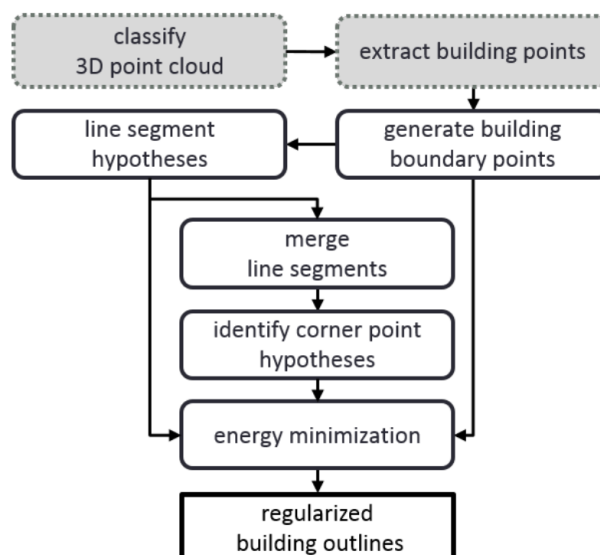 classify
3D point cloud
extract building points
line segment
hypotheses
generate building
boundary points
merge
line segments
identify corner point
hypotheses
energy minimization
regularized
building outlines